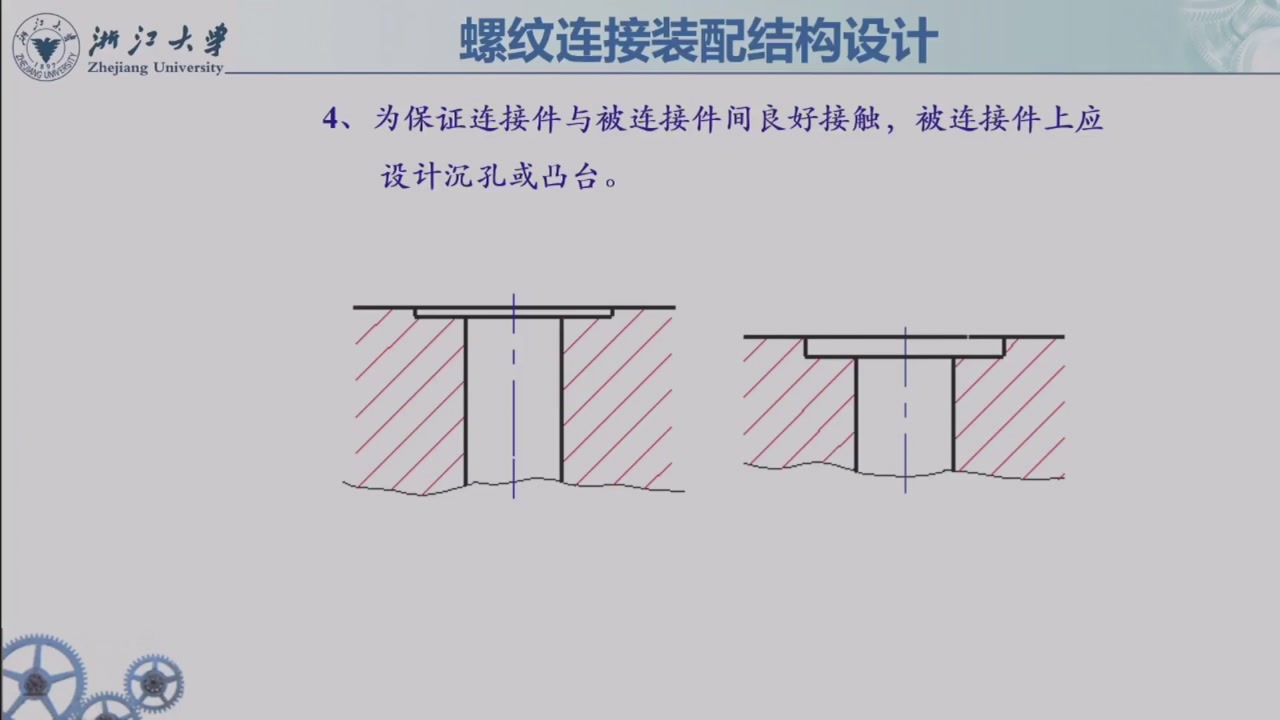 浙江大学
Zhejiang University
螺纹连接装配结构设计
4、为保证连接件与被连接件间良好接触，被连接件上应
设计沉孔或凸台。